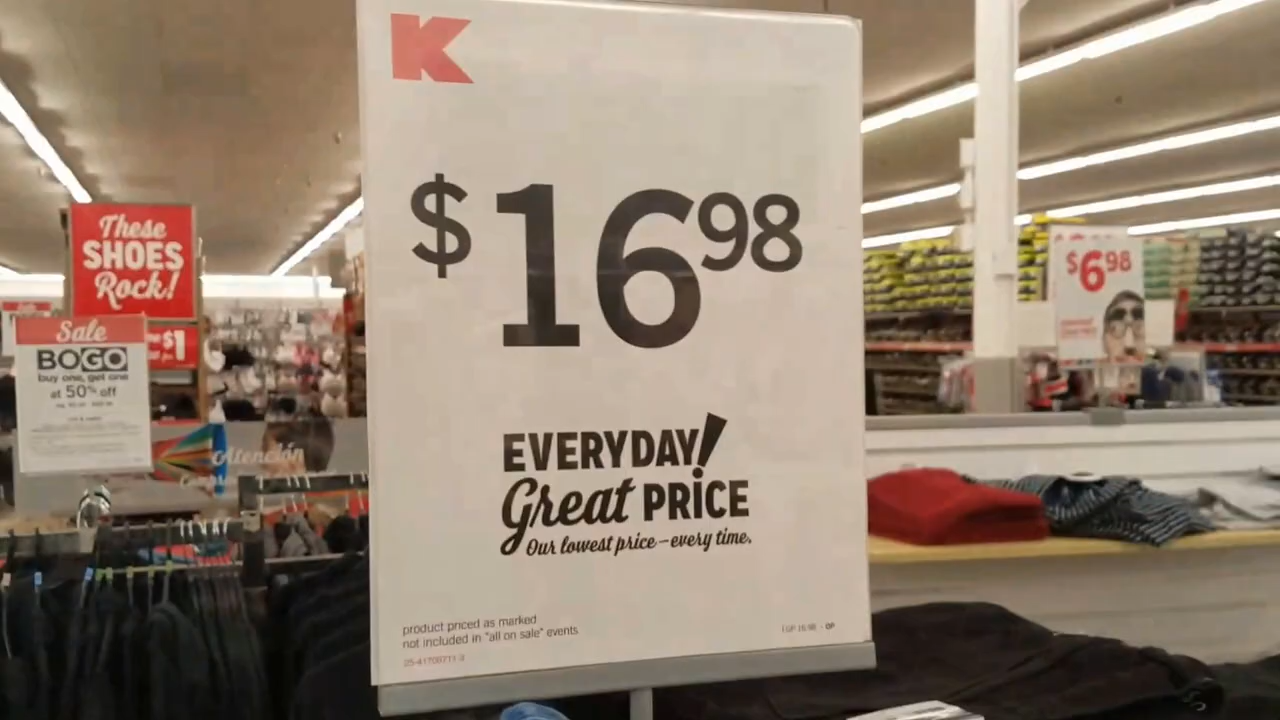 K
$16 98
EVERYDAY!
Great PRICE
Our lowest price—every time.
product priced as marked
not included in "all on sale" events
These
SHOES
Rock!
$1
Sale
BOGO
buy one, get one
at 50% off
Atención
$6 98